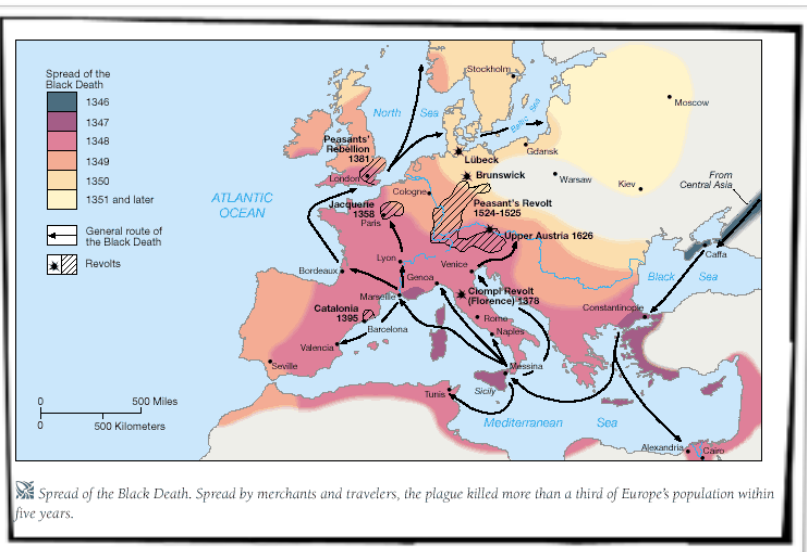 Spread of the
Black Death
1346
1347
1348
1349
1350
1351 and later
General route of
the Black Death
Revolts
ATLANTIC
OCEAN
North Sea
Baltic Sea
Stockholm
Moscow
Peasants'
Rebellion
1381
London
Lübeck
Gdansk
Brunswick
Warsaw
Kiev
From
Central Asia
Cologne
Jacquerie
1358
Paris
Peasant's Revolt
1524-1525
Upper Austria 1626
Lyon
Venice
Caffa
Bordeaux
Genoa
Black Sea
Marseille
Ciompi Revolt
(Florence) 1378
Constantinople
Catalonia
1395
Barcelona
Rome
Naples
Valencia
Messina
Seville
Sicily
Tunis
0 500 Miles
0 500 Kilometers
Mediterranean Sea
Alexandria
Cairo
Spread of the Black Death. Spread by merchants and travelers, the plague killed more than a third of Europe's population within
five years.